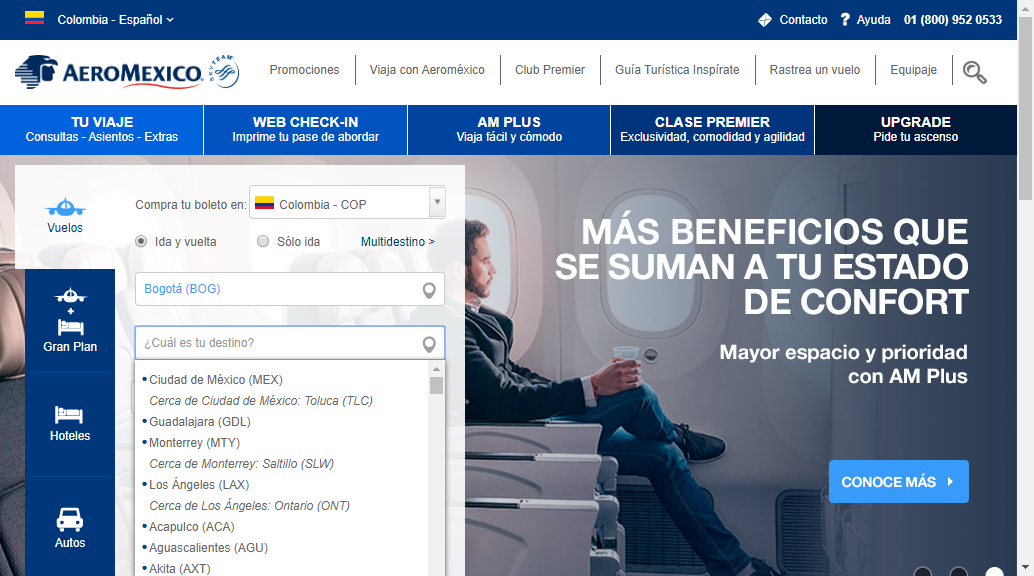 Colombia - Español
Contacto
? Ayuda
01 (800) 952 0533
AEROMEXICO.
SKYTEAM
Promociones
Viaja con Aeroméxico
Club Premier
Guía Turística Inspírate
Rastrea un vuelo
Equipaje
TU VIAJE
Consultas - Asientos - Extras
WEB CHECK-IN
Imprime tu pase de abordar
AM PLUS
Viaja fácil y cómodo
CLASE PREMIER
Exclusividad, comodidad y agilidad
UPGRADE
Pide tu ascenso
Vuelos
+
Gran Plan
Hoteles
Autos
Compra tu boleto en:
Colombia - COP
Ida y vuelta
Sólo ida
Multidestino >
Bogotá (BOG)
¿Cuál es tu destino?
• Ciudad de México (MEX)
Cerca de Ciudad de México: Toluca (TLC)
• Guadalajara (GDL)
• Monterrey (MTY)
Cerca de Monterrey: Saltillo (SLW)
• Los Ángeles (LAX)
Cerca de Los Ángeles: Ontario (ONT)
• Acapulco (ACA)
• Aguascalientes (AGU)
• Akita (AXT)
MÁS BENEFICIOS QUE
SE SUMAN A TU ESTADO
DE CONFORT
Mayor espacio y prioridad
con AM Plus
CONOCE MÁS